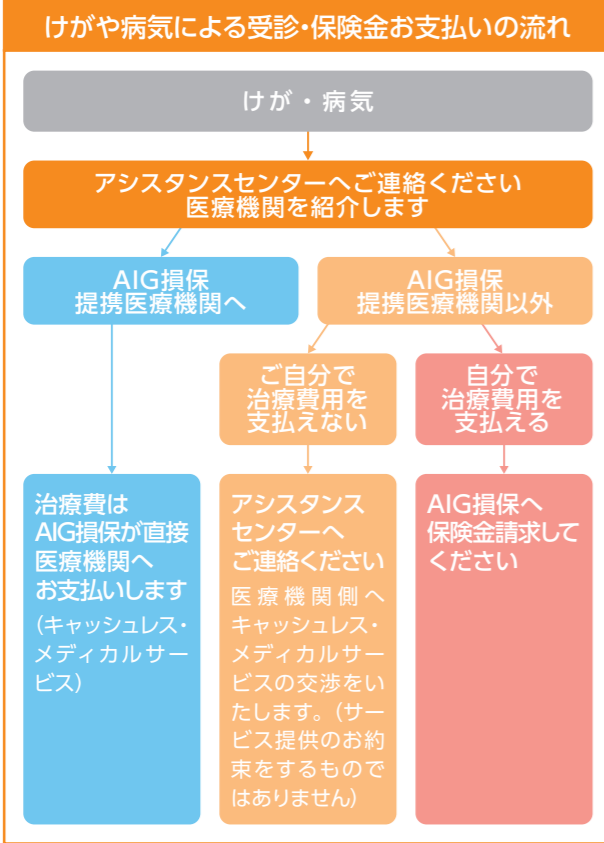 けがや病気による受診・保険金お支払いの流れ
けが・病気
アシスタンスセンターへご連絡ください
医療機関を紹介します
AIG損保
提携医療機関へ
AIG損保
提携医療機関以外
ご自分で
治療費用を
支払えない
自分で
治療費用を
支払える
治療費は
AIG損保が直接
医療機関へ
お支払いします
(キャッシュレス・
メディカルサー
ビス)
アシスタンス
センターへ
ご連絡ください
医療機関側へ
キャッシュレス・
メディカルサー
ビスの交渉をい
たします。(サー
ビス提供のお約
束をするもので
はありません)
AIG損保へ
保険金請求して
ください